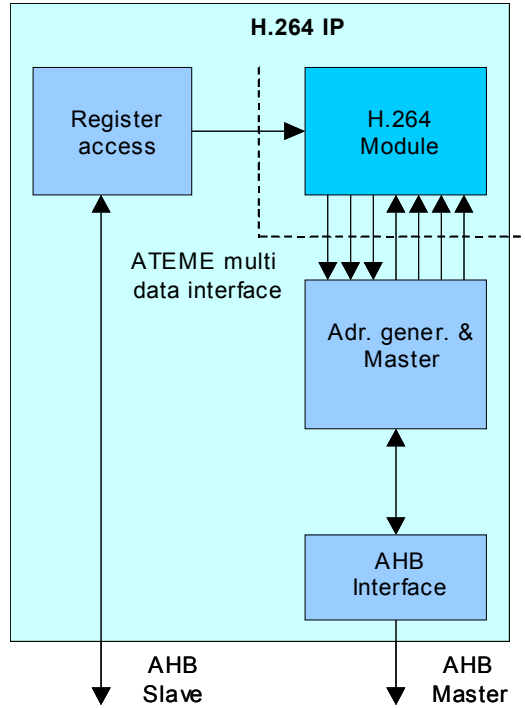 H.264 IP
Register
access
H.264
Module
ATEME multi
data interface
Adr. gener. &
Master
AHB
Interface
AHB
Slave
AHB
Master